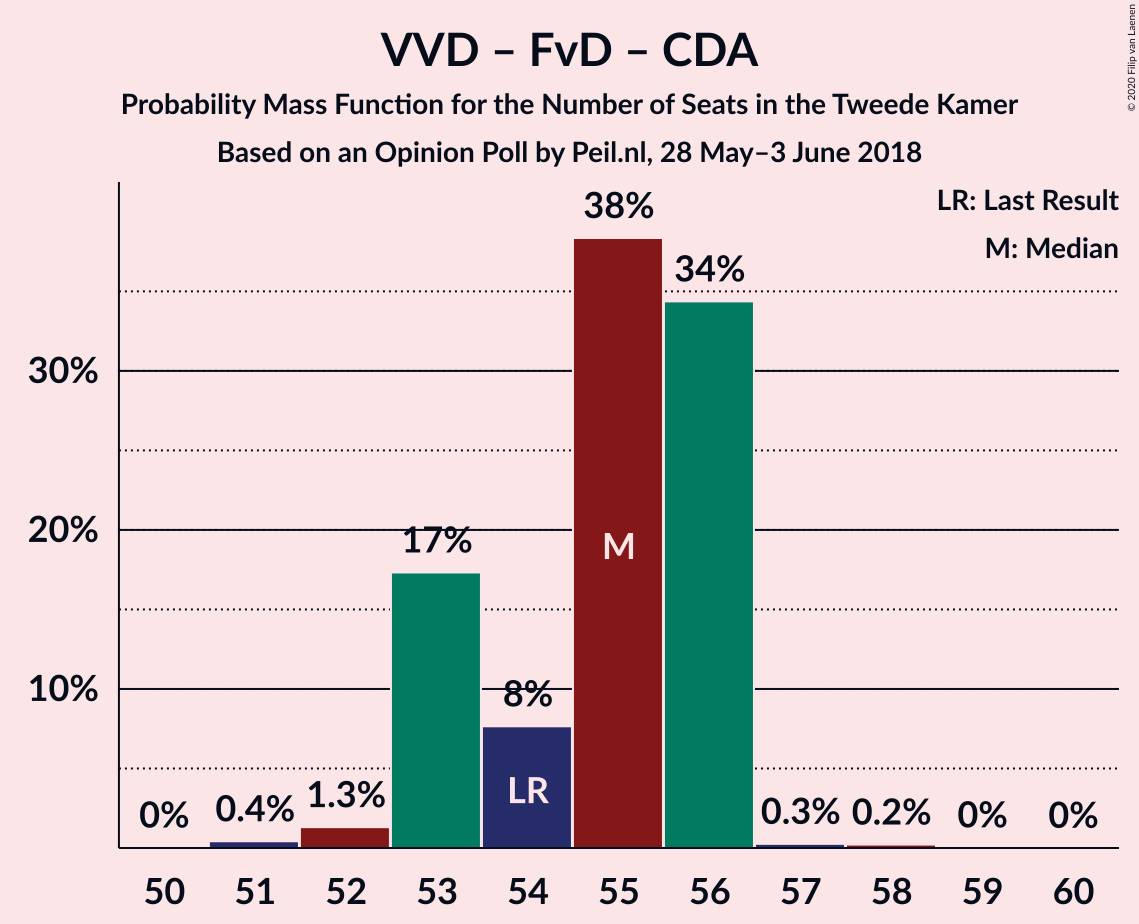 VVD – FvD – CDA
Probability Mass Function for the Number of Seats in the Tweede Kamer
Based on an Opinion Poll by Peil.nl, 28 May–3 June 2018
© 2020 Filip van Laenen
LR: Last Result
M: Median
38%
34%
30%
20%
17%
M
10%
8%
LR
0%
0.4%
1.3%
0.3%
0.2%
0%
0%
50 51 52 53 54 55 56 57 58 59 60